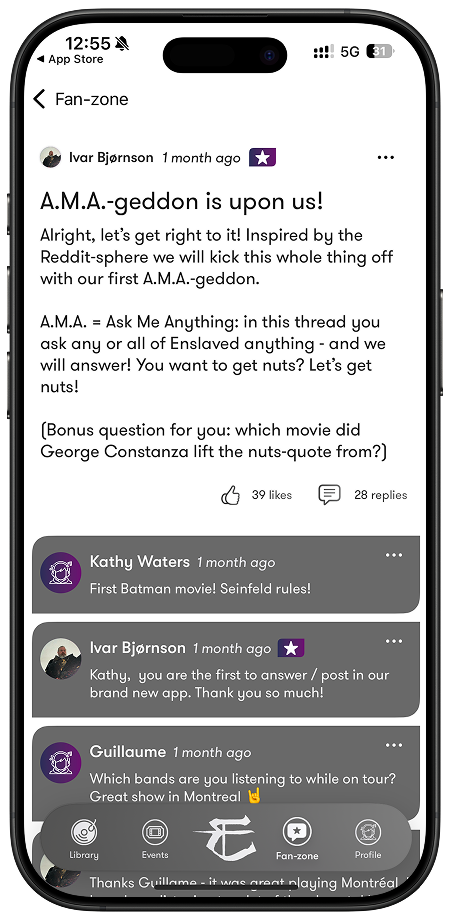 12:55
5G 31
App Store
Fan-zone
Ivar Bjørnson 1 month ago
A.M.A.-geddon is upon us!
Alright, let’s get right to it! Inspired by the
Reddit-sphere we will kick this whole thing off
with our first A.M.A.-geddon.
A.M.A. = Ask Me Anything: in this thread you
ask any or all of Enslaved anything - and we
will answer! You want to get nuts? Let’s get
nuts!
(Bonus question for you: which movie did
George Constanza lift the nuts-quote from?)
39 likes 28 replies
Kathy Waters 1 month ago
First Batman movie! Seinfeld rules!
Ivar Bjørnson 1 month ago
Kathy, you are the first to answer / post in our
brand new app. Thank you so much!
Guillaume 1 month ago
Which bands are you listening to while on tour?
Great show in Montreal 🤘
Library Events Fan-zone Profile
Thanks Guillame - it was great playing Montréal